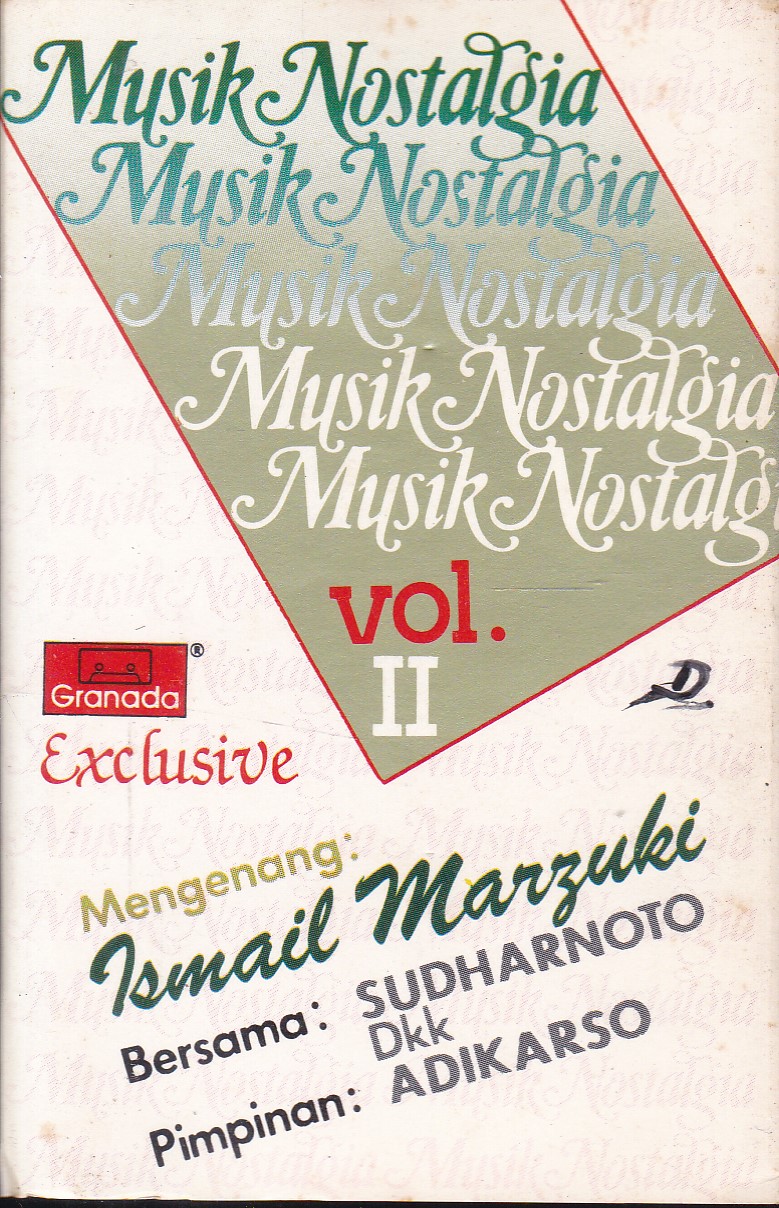 Musik Nostalgia
Musik Nostalgia
Musik Nostalgia
Musik Nostalgia
Musik Nostalg
vol.
II
Granada ®
Exclusive
Mengenang:
Ismail Marzuki
Bersama: SUDHARNOTO
Dkk
Pimpinan: ADIKARSO